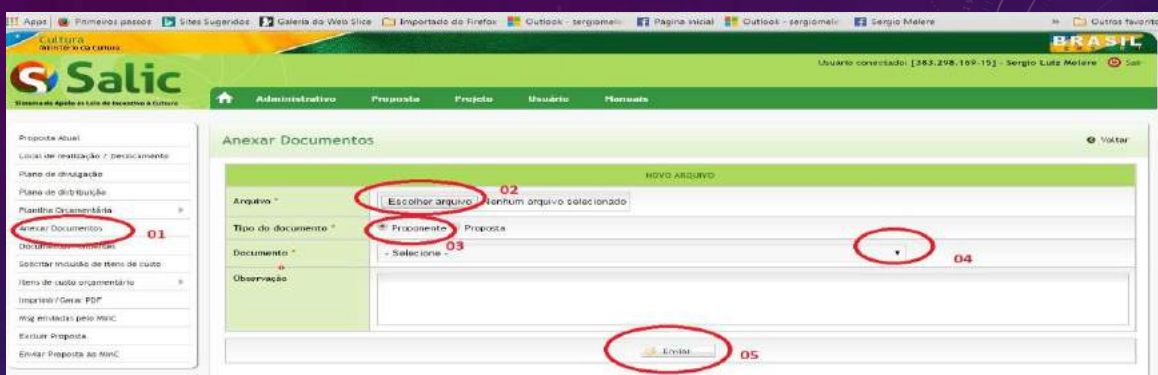 Apps Primeiros passos Sites Sugeridos Galeria do Web Slice Importado do Firefox Outlook - sergiomele Pagina inicial Outlook - sergiomele Sergio Melere » Outros favorito
Cultura
Ministério da Cultura
BRASIL
Usuário conectado: [383.298.169-15] - Sergio Luiz Melere Sair
Salic
Sistema de Apoio às Leis de Incentivo à Cultura
Administrativo Proposta Projeto Usuário Manuais
Proposta Atual
Local de realização / Deslocamento
Plano de divulgação
Plano de distribuição
Planilha Orçamentária
Anexar Documentos
01
Solicitar inclusão de itens de custo
Itens de custo orçamentário
Imprimir/Gerar PDF
Msg enviadas pelo MinC
Excluir Proposta
Enviar Proposta ao MinC
Anexar Documentos
Voltar
NOVO ARQUIVO
Arquivo * Escolher arquivo Nenhum arquivo selecionado
02
Tipo do documento * Proponente Proposta
03
Documento * - Selecione -
04
Observação
Enviar
05